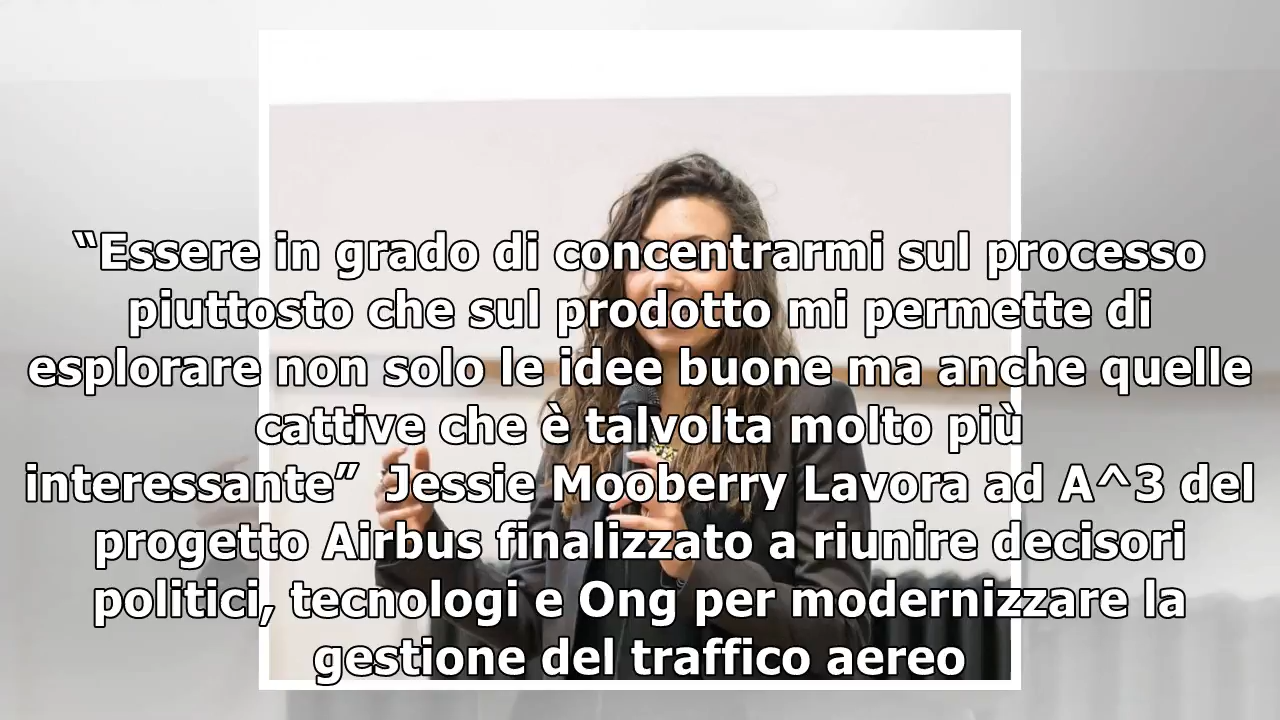 “Essere in grado di concentrarmi sul processo
piuttosto che sul prodotto mi permette di
esplorare non solo le idee buone ma anche quelle
cattive che è talvolta molto più
interessante” Jessie Mooberry Lavora ad A^3 del
progetto Airbus finalizzato a riunire decisori
politici, tecnologi e Ong per modernizzare la
gestione del traffico aereo